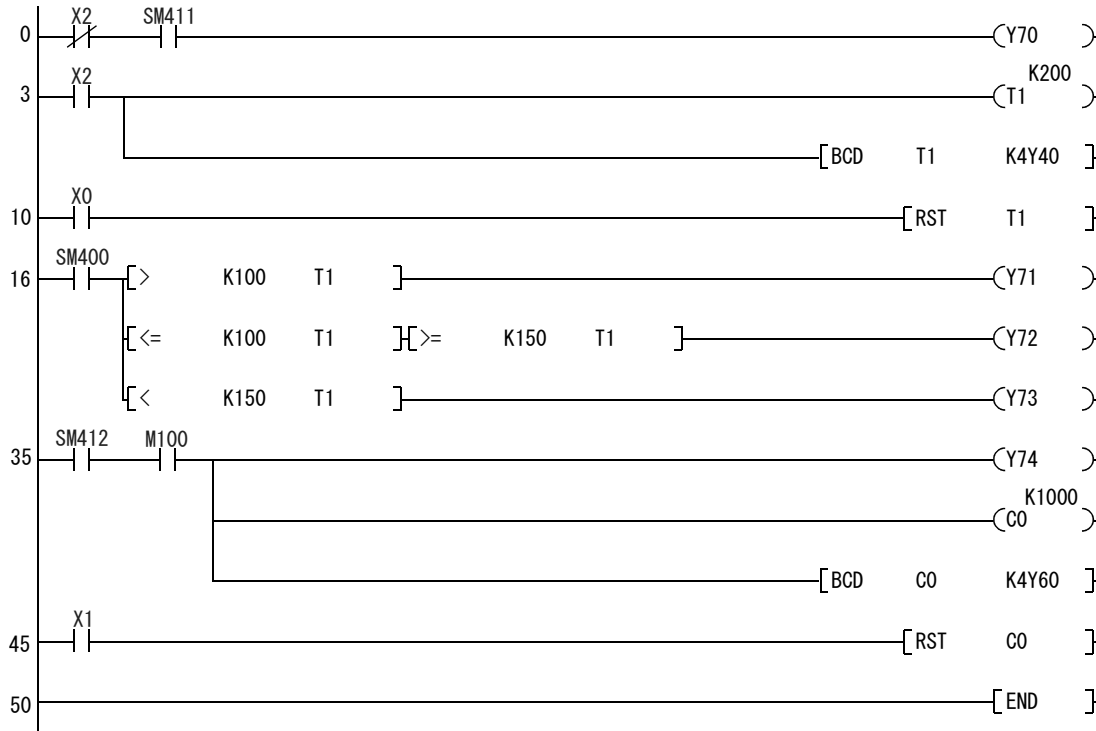 X2 SM411
0 Y70
X2 K200
3 T1
BCD T1 K4Y40
X0
10 RST T1
SM400
16 > K100 T1 Y71
<= K100 T1 >= K150 T1 Y72
< K150 T1 Y73
SM412 M100
35 Y74
K1000
C0
BCD C0 K4Y60
X1
45 RST C0
50 END